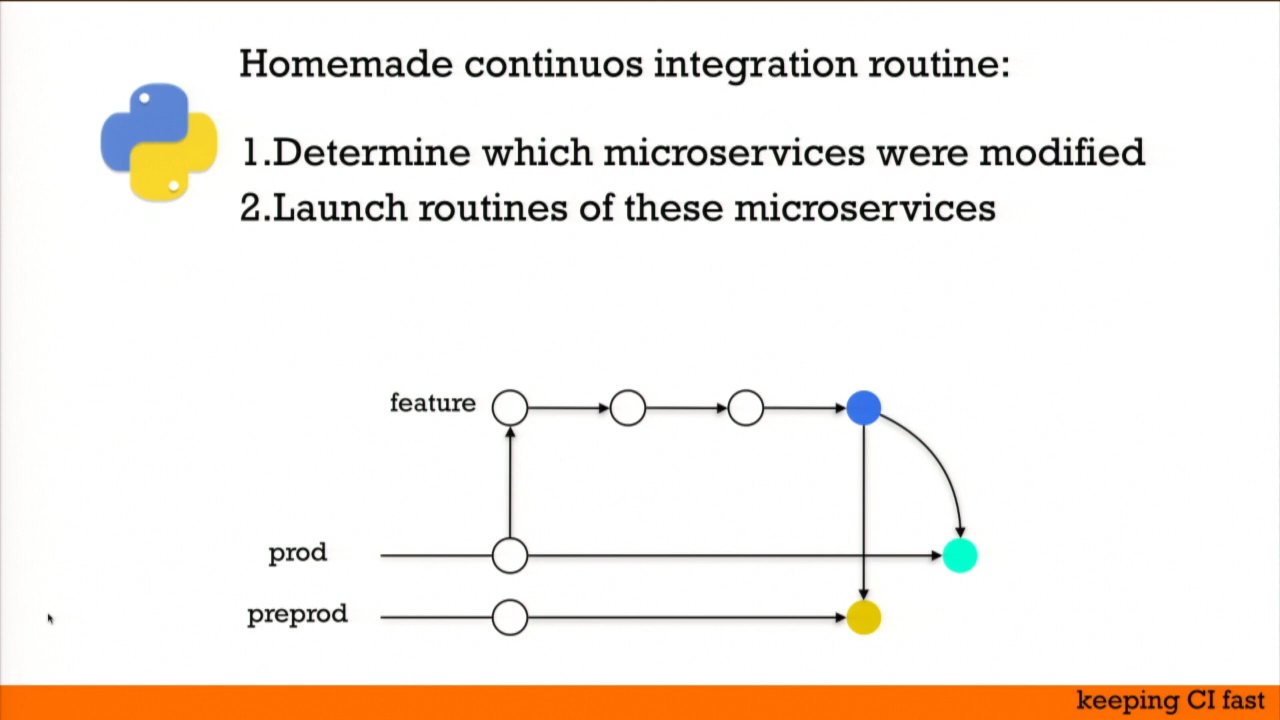 Homemade continuos integration routine:
1.Determine which microservices were modified
2.Launch routines of these microservices
feature
prod
preprod
keeping CI fast